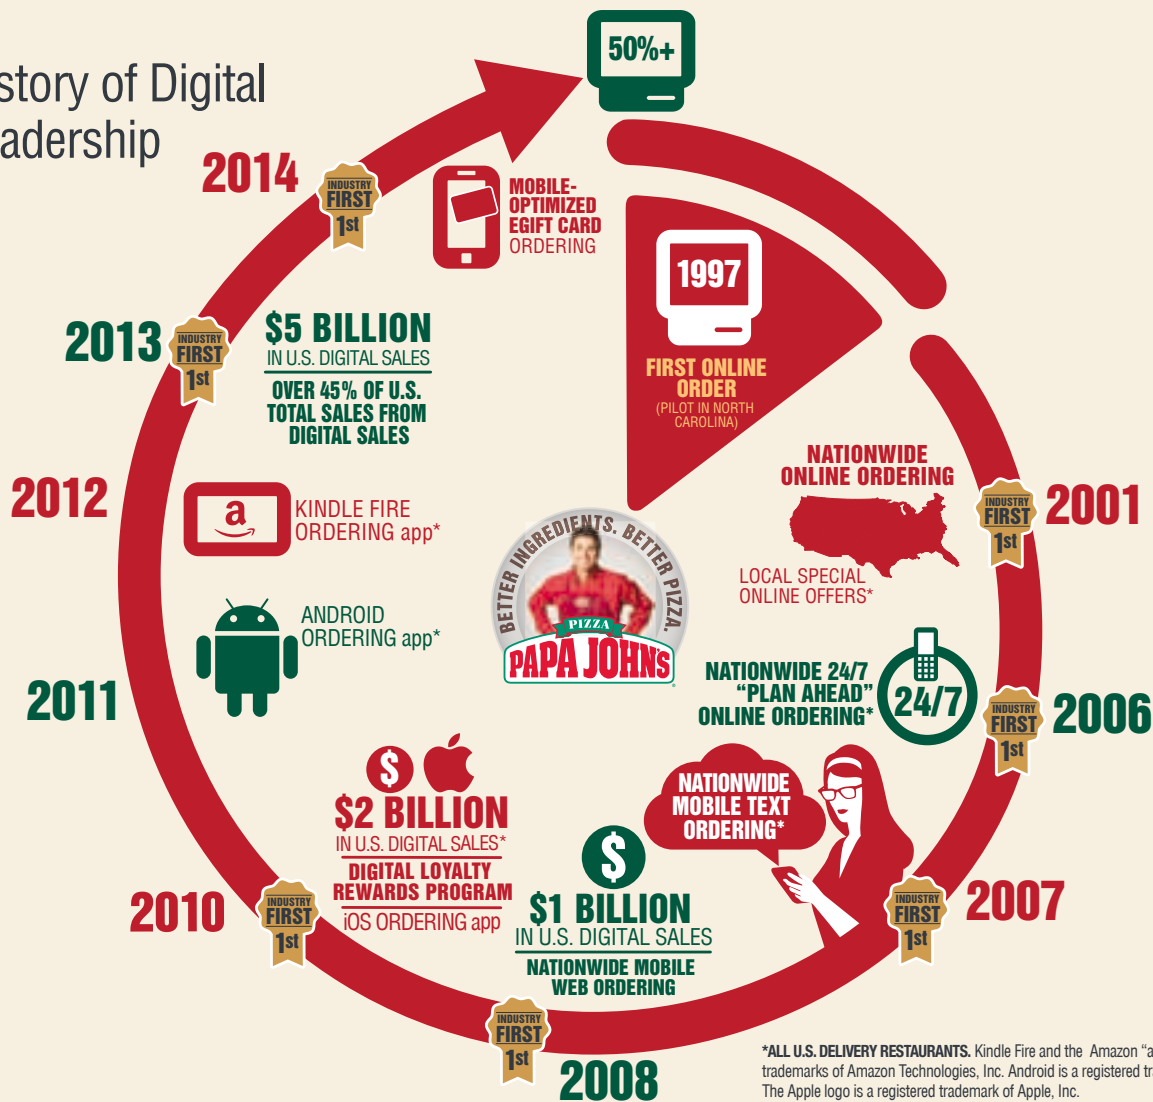 story of Digital
adership
50%+
1997
FIRST ONLINE
ORDER
(PILOT IN NORTH
CAROLINA)
NATIONWIDE
ONLINE ORDERING
LOCAL SPECIAL
ONLINE OFFERS*
INDUSTRY
FIRST
1st
2001
NATIONWIDE 24/7
“PLAN AHEAD”
ONLINE ORDERING*
24/7
INDUSTRY
FIRST
1st
2006
NATIONWIDE
MOBILE TEXT
ORDERING*
INDUSTRY
FIRST
1st
2007
$
$1 BILLION
IN U.S. DIGITAL SALES
NATIONWIDE MOBILE
WEB ORDERING
INDUSTRY
FIRST
1st
2008
$
$2 BILLION
IN U.S. DIGITAL SALES*
DIGITAL LOYALTY
REWARDS PROGRAM
iOS ORDERING app
INDUSTRY
FIRST
1st
2010
2011
ANDROID
ORDERING app*
2012
a
KINDLE FIRE
ORDERING app*
2013
INDUSTRY
FIRST
1st
$5 BILLION
IN U.S. DIGITAL SALES
OVER 45% OF U.S.
TOTAL SALES FROM
DIGITAL SALES
2014
INDUSTRY
FIRST
1st
MOBILE-
OPTIMIZED
EGIFT CARD
ORDERING
BETTER INGREDIENTS. BETTER PIZZA.
PIZZA
PAPA JOHN'S
*ALL U.S. DELIVERY RESTAURANTS. Kindle Fire and the Amazon “a
trademarks of Amazon Technologies, Inc. Android is a registered tra
The Apple logo is a registered trademark of Apple, Inc.